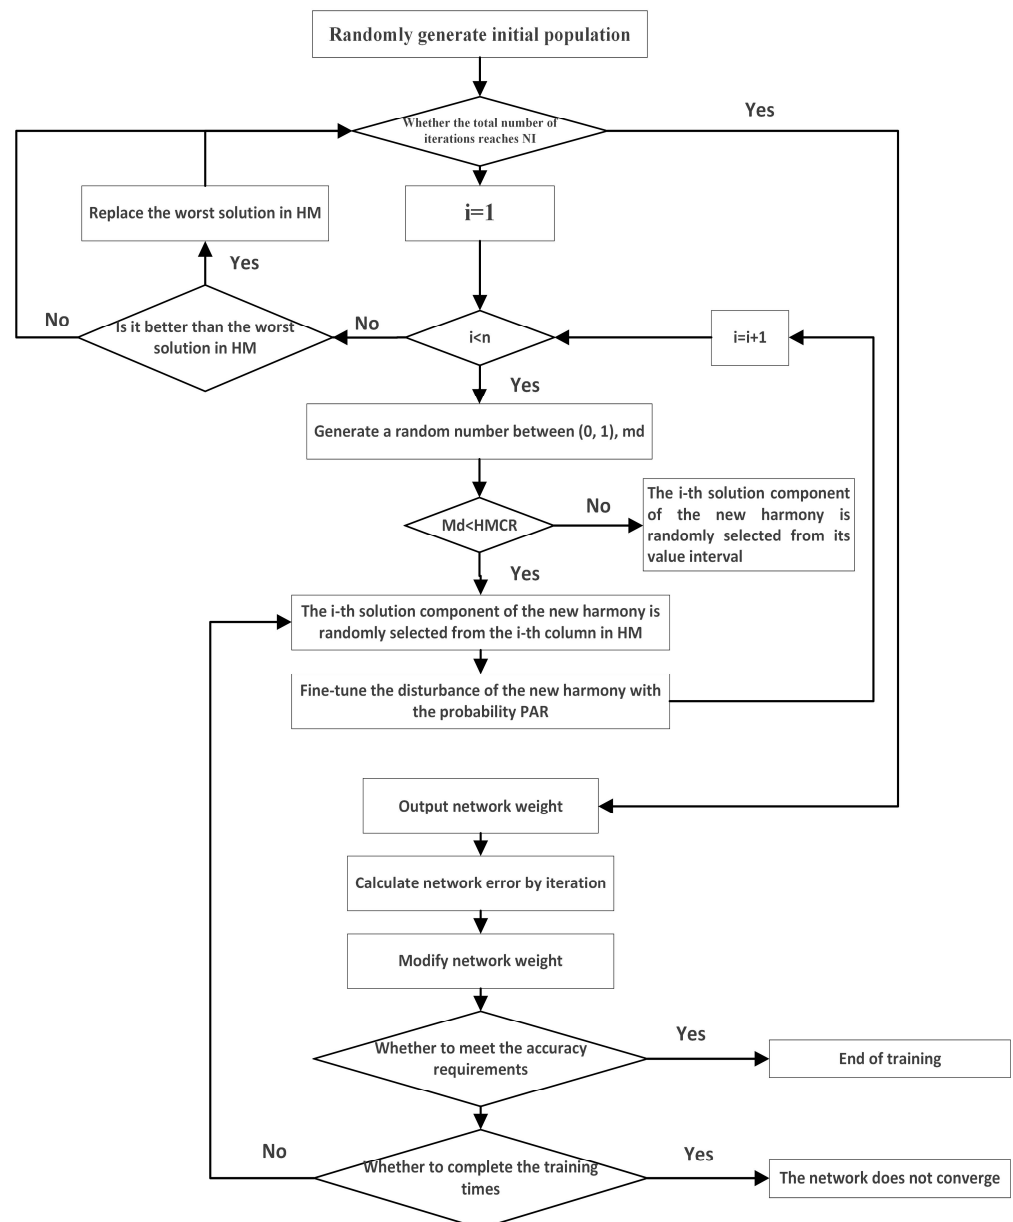 Randomly generate initial population
Yes
Whether the total number of
iterations reaches NI
Replace the worst solution in HM
i=1
Yes
No
Is it better than the worst
solution in HM
No
i<n
i=i+1
Yes
Generate a random number between (0, 1), md
Md<HMCR
No
The i-th solution component
of the new harmony is
randomly selected from its
value interval
Yes
The i-th solution component of the new harmony is
randomly selected from the i-th column in HM
Fine-tune the disturbance of the new harmony with
the probability PAR
Output network weight
Calculate network error by iteration
Modify network weight
Whether to meet the accuracy
requirements
Yes
End of training
No
Whether to complete the training
times
Yes
The network does not converge